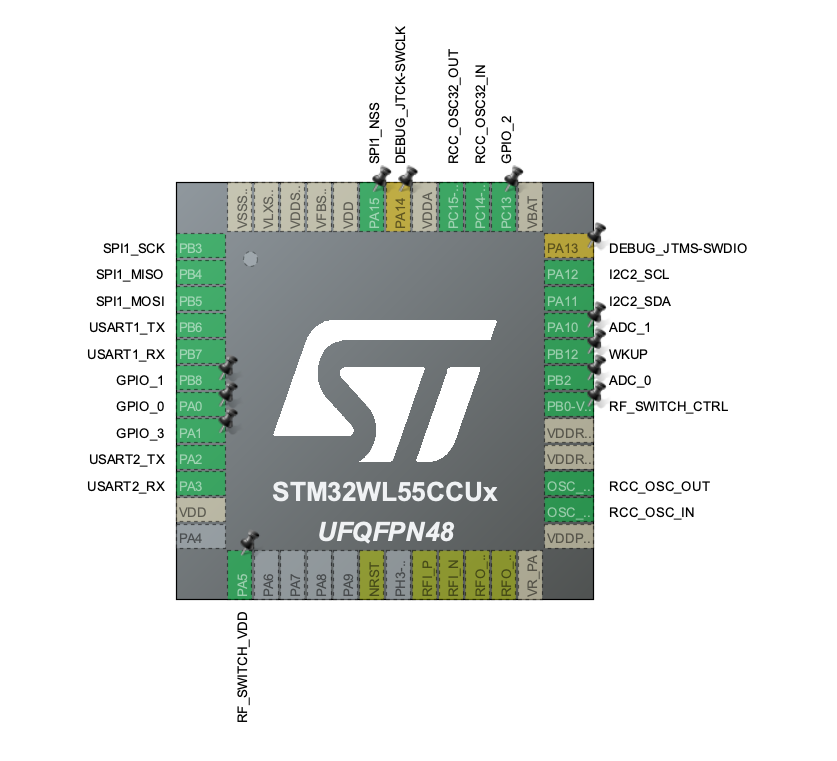 SPI1_NSS
DEBUG_JTCK-SWCLK
RCC_OSC32_OUT
RCC_OSC32_IN
GPIO_2
VSSS..
VLXS..
VDDS..
VFBS..
VDD
PA15
PA14
VDDA
PC15-..
PC14-..
PC13
VBAT
SPI1_SCK PB3
SPI1_MISO PB4
SPI1_MOSI PB5
USART1_TX PB6
USART1_RX PB7
GPIO_1 PB8
GPIO_0 PA0
GPIO_3 PA1
USART2_TX PA2
USART2_RX PA3
VDD
PA4
PA13 DEBUG_JTMS-SWDIO
PA12 I2C2_SCL
PA11 I2C2_SDA
PA10 ADC_1
PB12 WKUP
PB2 ADC_0
PB0-V.. RF_SWITCH_CTRL
VDDR..
VDDR..
OSC_.. RCC_OSC_OUT
OSC_.. RCC_OSC_IN
VDDP..
ST
STM32WL55CCUx
UFQFPN48
PA5
PA6
PA7
PA8
PA9
NRST
PH3-..
RFI_P
RFI_N
RFO_..
RFO_..
VR_PA
RF_SWITCH_VDD